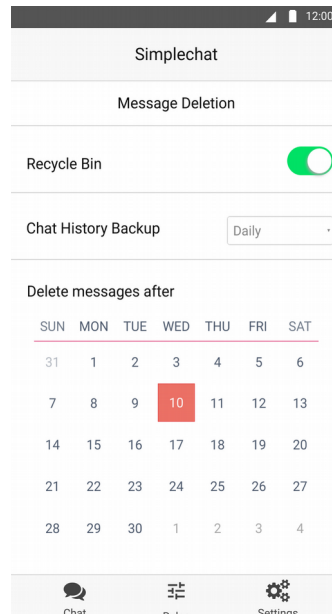 12:00
Simplechat
Message Deletion
Recycle Bin
Chat History Backup Daily
Delete messages after
SUN MON TUE WED THU FRI SAT
31 1 2 3 4 5 6
7 8 9 10 11 12 13
14 15 16 17 18 19 20
21 22 23 24 25 26 27
28 29 30 1 2 3 4
Chat Settings